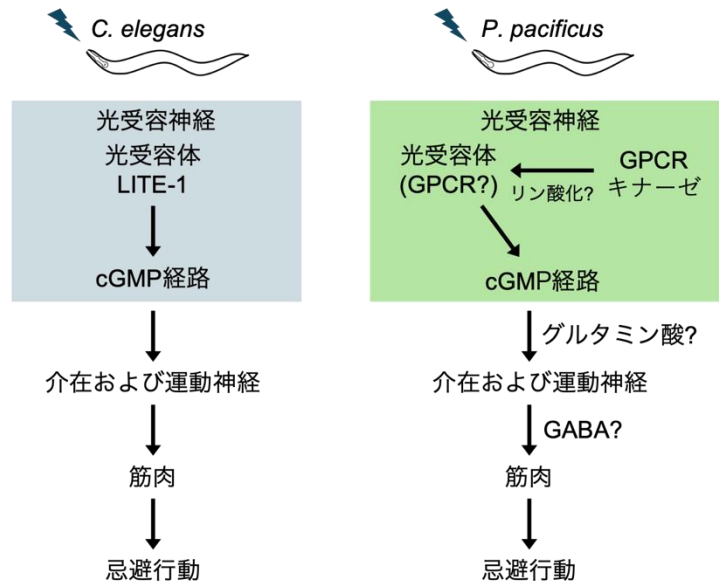 C. elegans
光受容神経
光受容体
LITE-1
cGMP経路
介在および運動神経
筋肉
忌避行動
P. pacificus
光受容神経
光受容体
(GPCR?)
リン酸化?
GPCR
キナーゼ
cGMP経路
グルタミン酸?
介在および運動神経
GABA?
筋肉
忌避行動